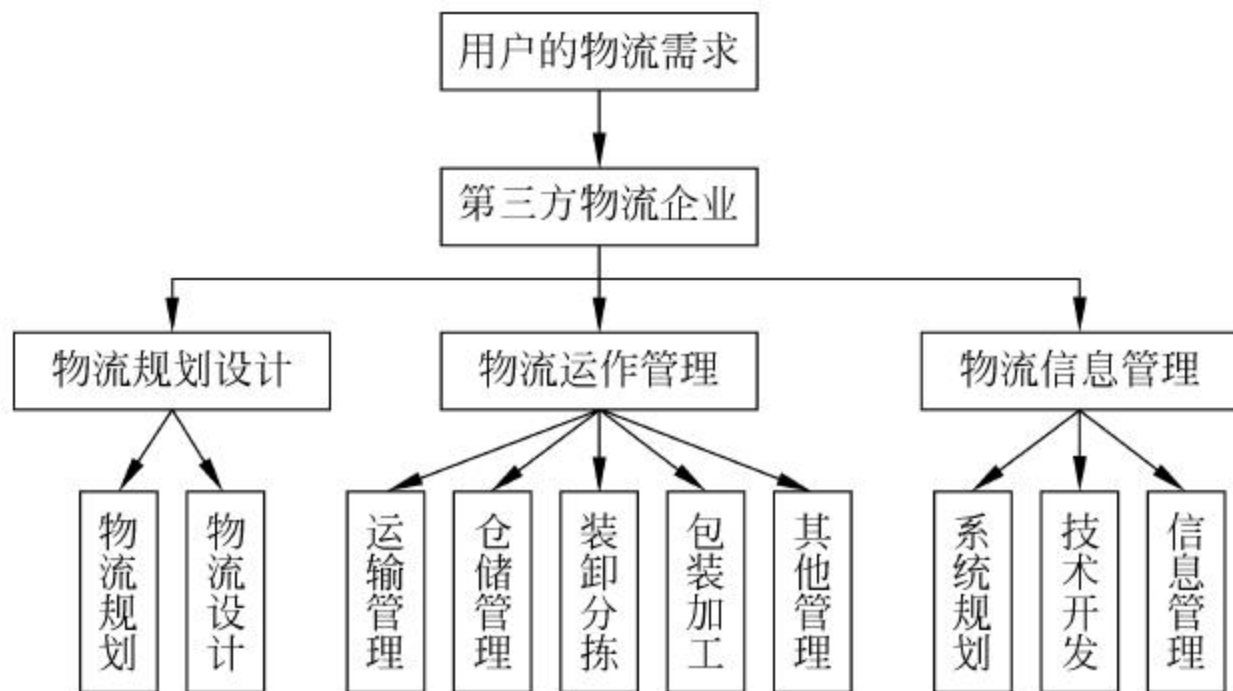 用户的物流需求
第三方物流企业
物流规划设计
物流运作管理
物流信息管理
物流规划
物流设计
运输管理
仓储管理
装卸分拣
包装加工
其他管理
系统规划
技术开发
信息管理